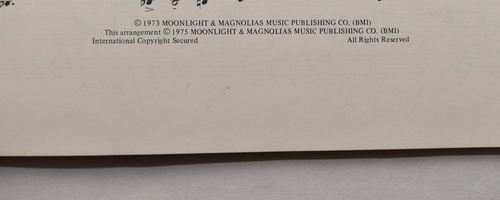 © 1973 MOONLIGHT & MAGNOLIAS MUSIC PUBLISHING CO. (BMI)
This arrangement © 1975 MOONLIGHT & MAGNOLIAS MUSIC PUBLISHING CO. (BMI)
International Copyright Secured All Rights Reserved